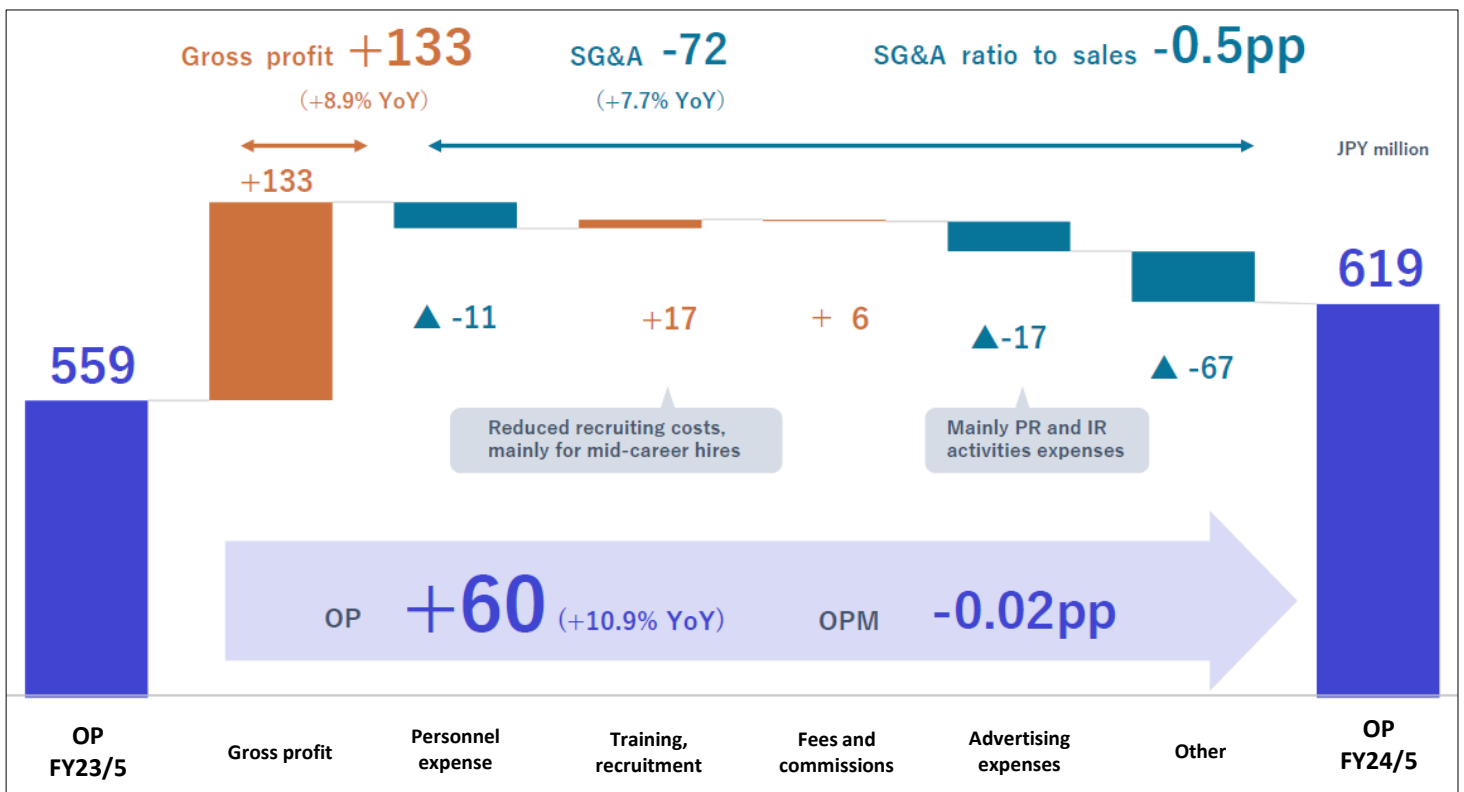 Gross profit +133
(+8.9% YoY)
SG&A -72
(+7.7% YoY)
SG&A ratio to sales -0.5pp
JPY million
+133
559
▲ -11
+17
+ 6
▲-17
▲ -67
619
Reduced recruiting costs,
mainly for mid-career hires
Mainly PR and IR
activities expenses
OP +60 (+10.9% YoY) OPM -0.02pp
OP
FY23/5
Gross profit
Personnel
expense
Training,
recruitment
Fees and
commissions
Advertising
expenses
Other
OP
FY24/5